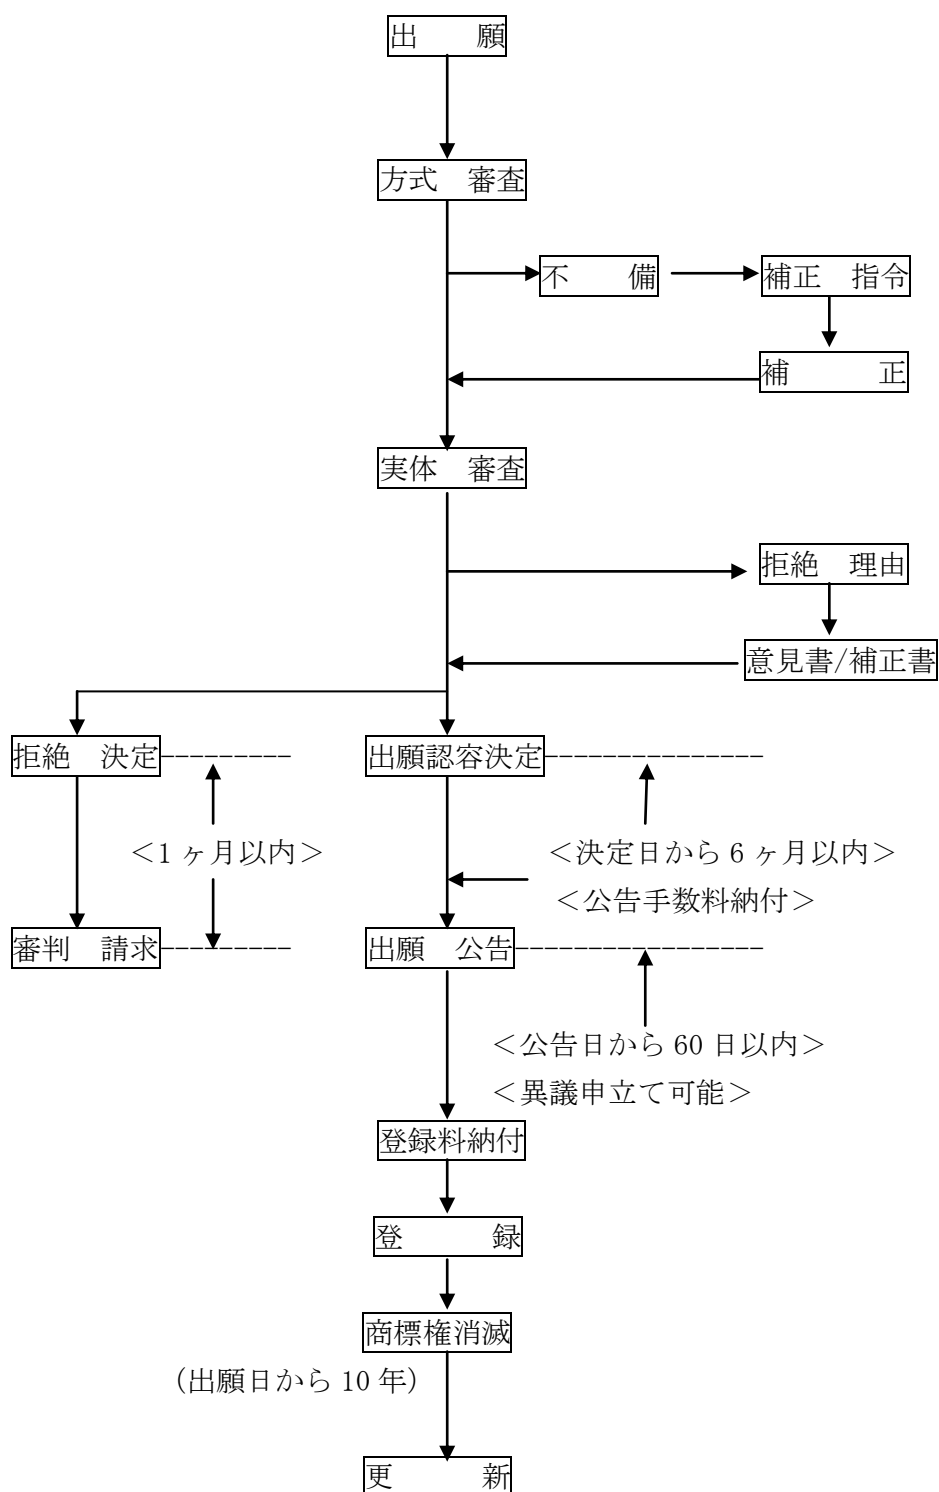 出　　願
方式　審査
不　　備
補正　指令
補　　　正
実体　審査
拒絶　理由
意見書/補正書
拒絶　決定
出願認容決定
＜1ヶ月以内＞
＜決定日から6ヶ月以内＞
＜公告手数料納付＞
審判　請求
出願　公告
＜公告日から60日以内＞
＜異議申立て可能＞
登録料納付
登　　　録
商標権消滅
(出願日から10年)
更　　　新